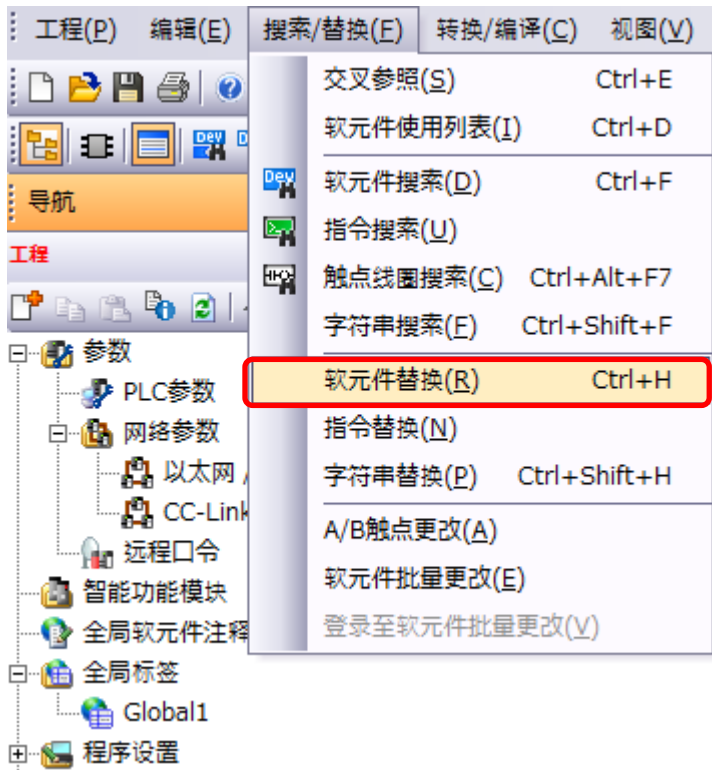 工程(P) 编辑(E) 搜索/替换(F) 转换/编译(C) 视图(V)
交叉参照(S) Ctrl+E
软元件使用列表(I) Ctrl+D
Dev 软元件搜索(D) Ctrl+F
指令搜索(U)
触点线圈搜索(C) Ctrl+Alt+F7
字符串搜索(F) Ctrl+Shift+F
软元件替换(R) Ctrl+H
指令替换(N)
字符串替换(P) Ctrl+Shift+H
A/B触点更改(A)
软元件批量更改(E)
登录至软元件批量更改(V)
Dev
导航
工程
参数
PLC参数
网络参数
以太网 /
CC-Link
远程口令
智能功能模块
全局软元件注释
全局标签
Global1
程序设置